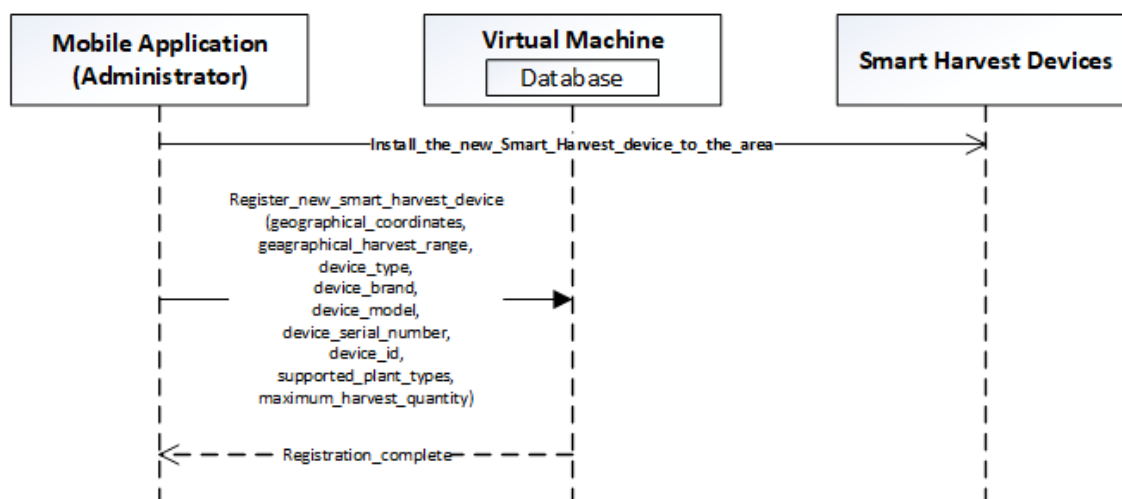 Mobile Application
(Administrator)
Virtual Machine
Database
Smart Harvest Devices
Install_the_new_Smart_Harvest_device_to_the_area
Register_new_smart_harvest_device
(geographical_coordinates,
geagraphical_harvest_range,
device_type,
device_brand,
device_model,
device_serial_number,
device_id,
supported_plant_types,
maximum_harvest_quantity)
Registration_complete